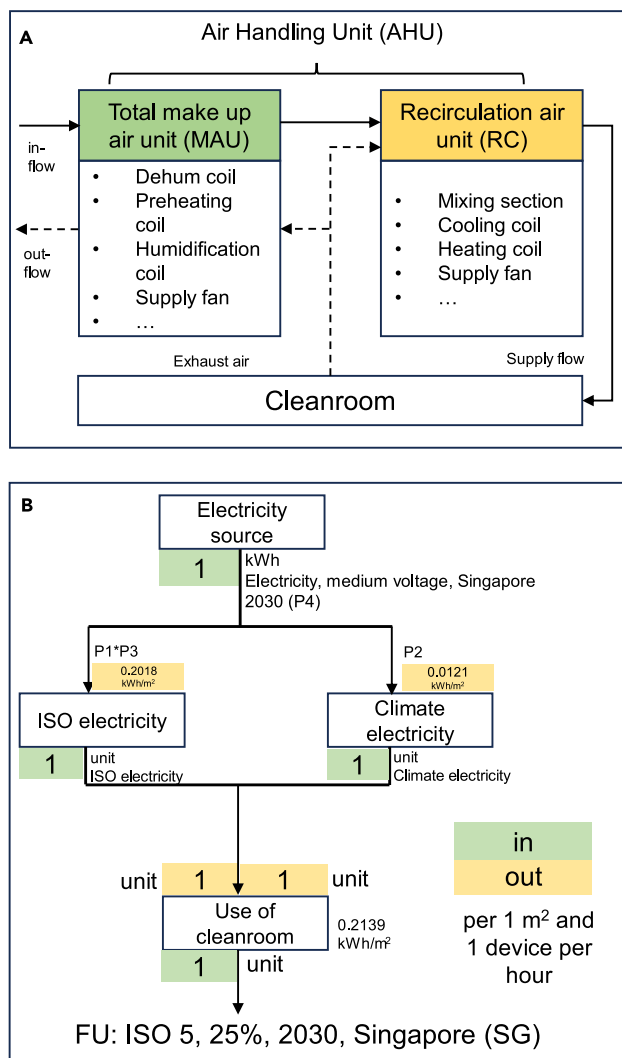 A
Air Handling Unit (AHU)
Total make up
air unit (MAU)
Recirculation air
unit (RC)
in-
flow
out-
flow
• Dehum coil
• Preheating
coil
• Humidification
coil
• Supply fan
• …
• Mixing section
• Cooling coil
• Heating coil
• Supply fan
• …
Exhaust air
Supply flow
Cleanroom
B
Electricity
source
1
kWh
Electricity, medium voltage, Singapore
2030 (P4)
P1*P3
0.2018
kWh/m²
P2
0.0121
kWh/m²
ISO electricity
Climate
electricity
1
unit
ISO electricity
1
unit
Climate electricity
unit 1 1 unit
Use of
cleanroom
0.2139
kWh/m²
1 unit
in
out
per 1 m² and
1 device per
hour
FU: ISO 5, 25%, 2030, Singapore (SG)